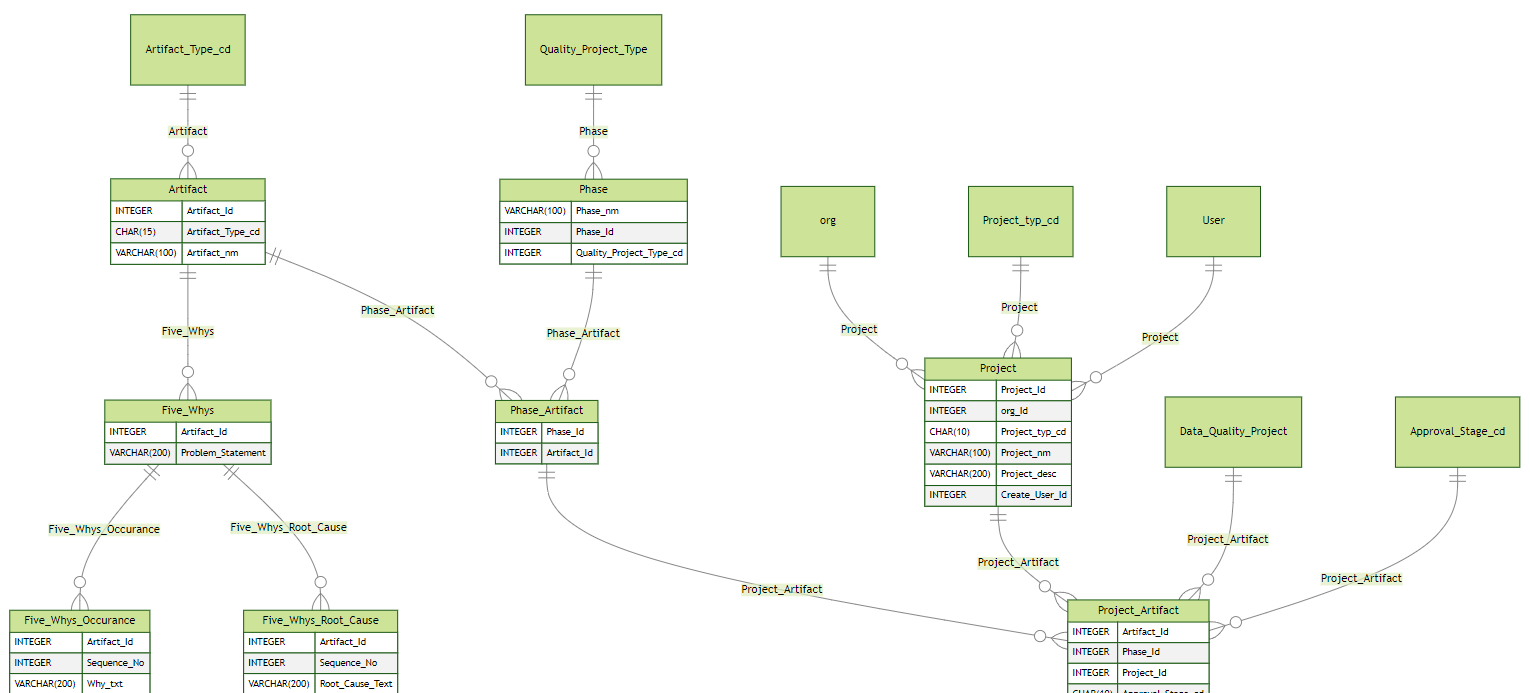 Artifact_Type_cd
Quality_Project_Type
Artifact
Phase
Artifact
INTEGER Artifact_Id
CHAR(15) Artifact_Type_cd
VARCHAR(100) Artifact_nm
Phase
VARCHAR(100) Phase_nm
INTEGER Phase_Id
INTEGER Quality_Project_Type_cd
org
Project_typ_cd
User
Phase_Artifact
Five_Whys
Phase_Artifact
Project
Project
Project
Five_Whys
INTEGER Artifact_Id
VARCHAR(200) Problem_Statement
Phase_Artifact
INTEGER Phase_Id
INTEGER Artifact_Id
Project
INTEGER Project_Id
INTEGER org_Id
CHAR(10) Project_typ_cd
VARCHAR(100) Project_nm
VARCHAR(200) Project_desc
INTEGER Create_User_Id
Data_Quality_Project
Approval_Stage_cd
Five_Whys_Occurance
Five_Whys_Root_Cause
Project_Artifact
Project_Artifact
Project_Artifact
Project_Artifact
Five_Whys_Occurance
INTEGER Artifact_Id
INTEGER Sequence_No
VARCHAR(200) Why_txt
Five_Whys_Root_Cause
INTEGER Artifact_Id
INTEGER Sequence_No
VARCHAR(200) Root_Cause_Text
Project_Artifact
INTEGER Artifact_Id
INTEGER Phase_Id
INTEGER Project_Id
CHAR(10) Approval_Stage_cd